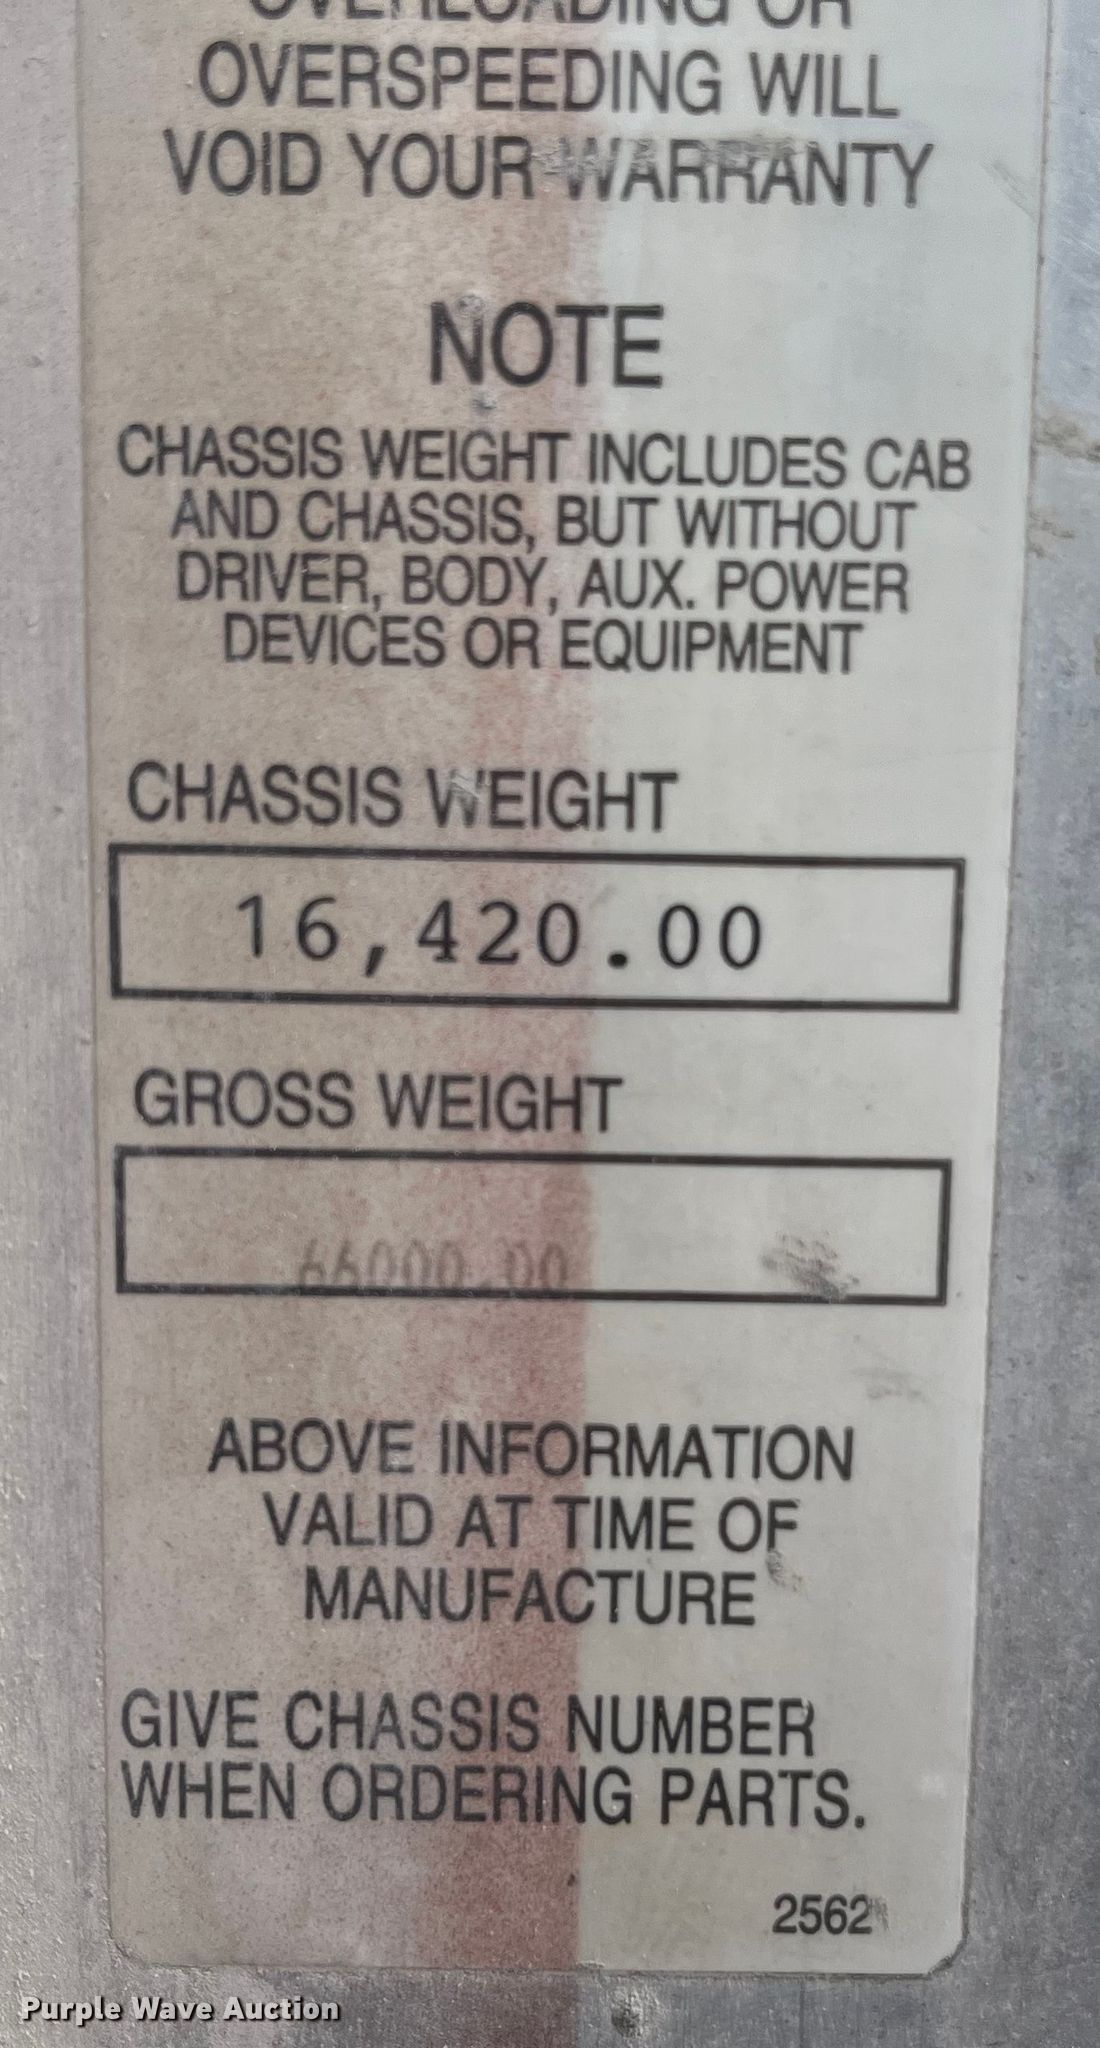 OVERLOADING OR
OVERSPEEDING WILL
VOID YOUR WARRANTY
NOTE
CHASSIS WEIGHT INCLUDES CAB
AND CHASSIS, BUT WITHOUT
DRIVER, BODY, AUX. POWER
DEVICES OR EQUIPMENT
CHASSIS WEIGHT
16,420.00
GROSS WEIGHT
66000.00
ABOVE INFORMATION
VALID AT TIME OF
MANUFACTURE
GIVE CHASSIS NUMBER
WHEN ORDERING PARTS.
2562
Purple Wave Auction